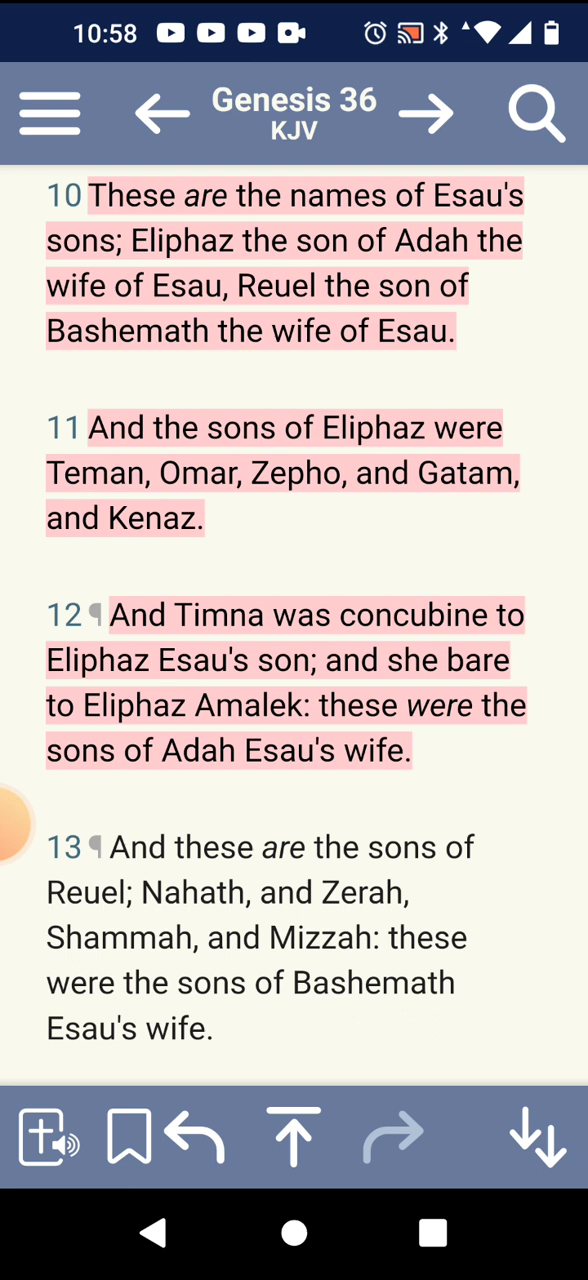 10:58
Genesis 36
KJV
10 These are the names of Esau's
sons; Eliphaz the son of Adah the
wife of Esau, Reuel the son of
Bashemath the wife of Esau.
11 And the sons of Eliphaz were
Teman, Omar, Zepho, and Gatam,
and Kenaz.
12 ¶ And Timna was concubine to
Eliphaz Esau's son; and she bare
to Eliphaz Amalek: these were the
sons of Adah Esau's wife.
13 ¶ And these are the sons of
Reuel; Nahath, and Zerah,
Shammah, and Mizzah: these
were the sons of Bashemath
Esau's wife.